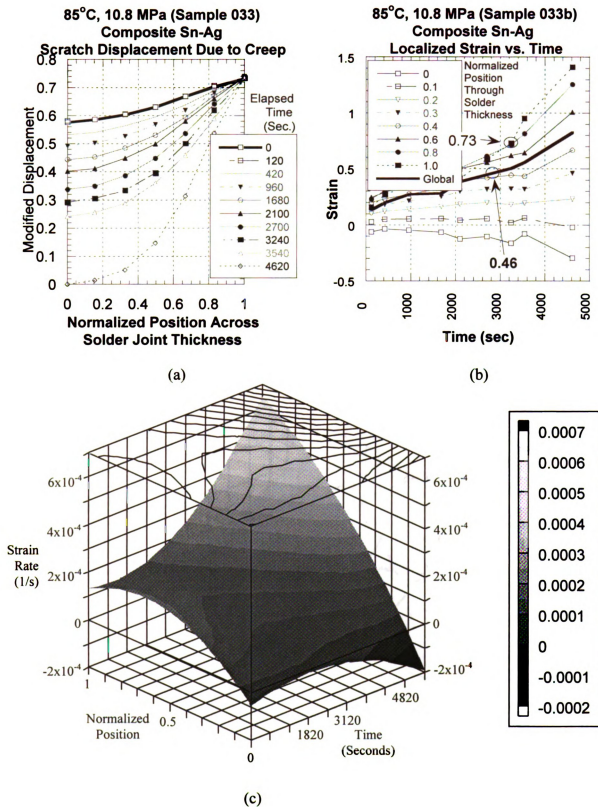 85°C, 10.8 MPa (Sample 033)
Composite Sn-Ag
Scratch Displacement Due to Creep
Modified Displacement
0.8
0.7
0.6
0.5
0.4
0.3
0.2
0.1
0
0 0.2 0.4 0.6 0.8 1
Elapsed
Time
(Sec.)
0
120
420
960
1680
2100
2700
3240
3540
4620
Normalized Position Across
Solder Joint Thickness
(a)
85°C, 10.8 MPa (Sample 033b)
Composite Sn-Ag
Localized Strain vs. Time
Strain
1.5
1
0.5
0
-0.5
0
0.1
0.2
0.3
0.4
0.6
0.8
1.0
Global
Normalized
Position
Through
Solder
Thickness
0.73
0.46
0 1000 2000 3000 4000 5000
Time (sec)
(b)
Strain
Rate
(1/s)
6x10⁻⁴
4x10⁻⁴
2x10⁻⁴
0
-2x10⁻⁴
6x10⁻⁴
4x10⁻⁴
2x10⁻⁴
0
-2x10⁻⁴
1
0.5
0
Normalized
Position
1820
3120
4820
Time
(Seconds)
0.0007
0.0006
0.0005
0.0004
0.0003
0.0002
0.0001
0
-0.0001
-0.0002
(c)